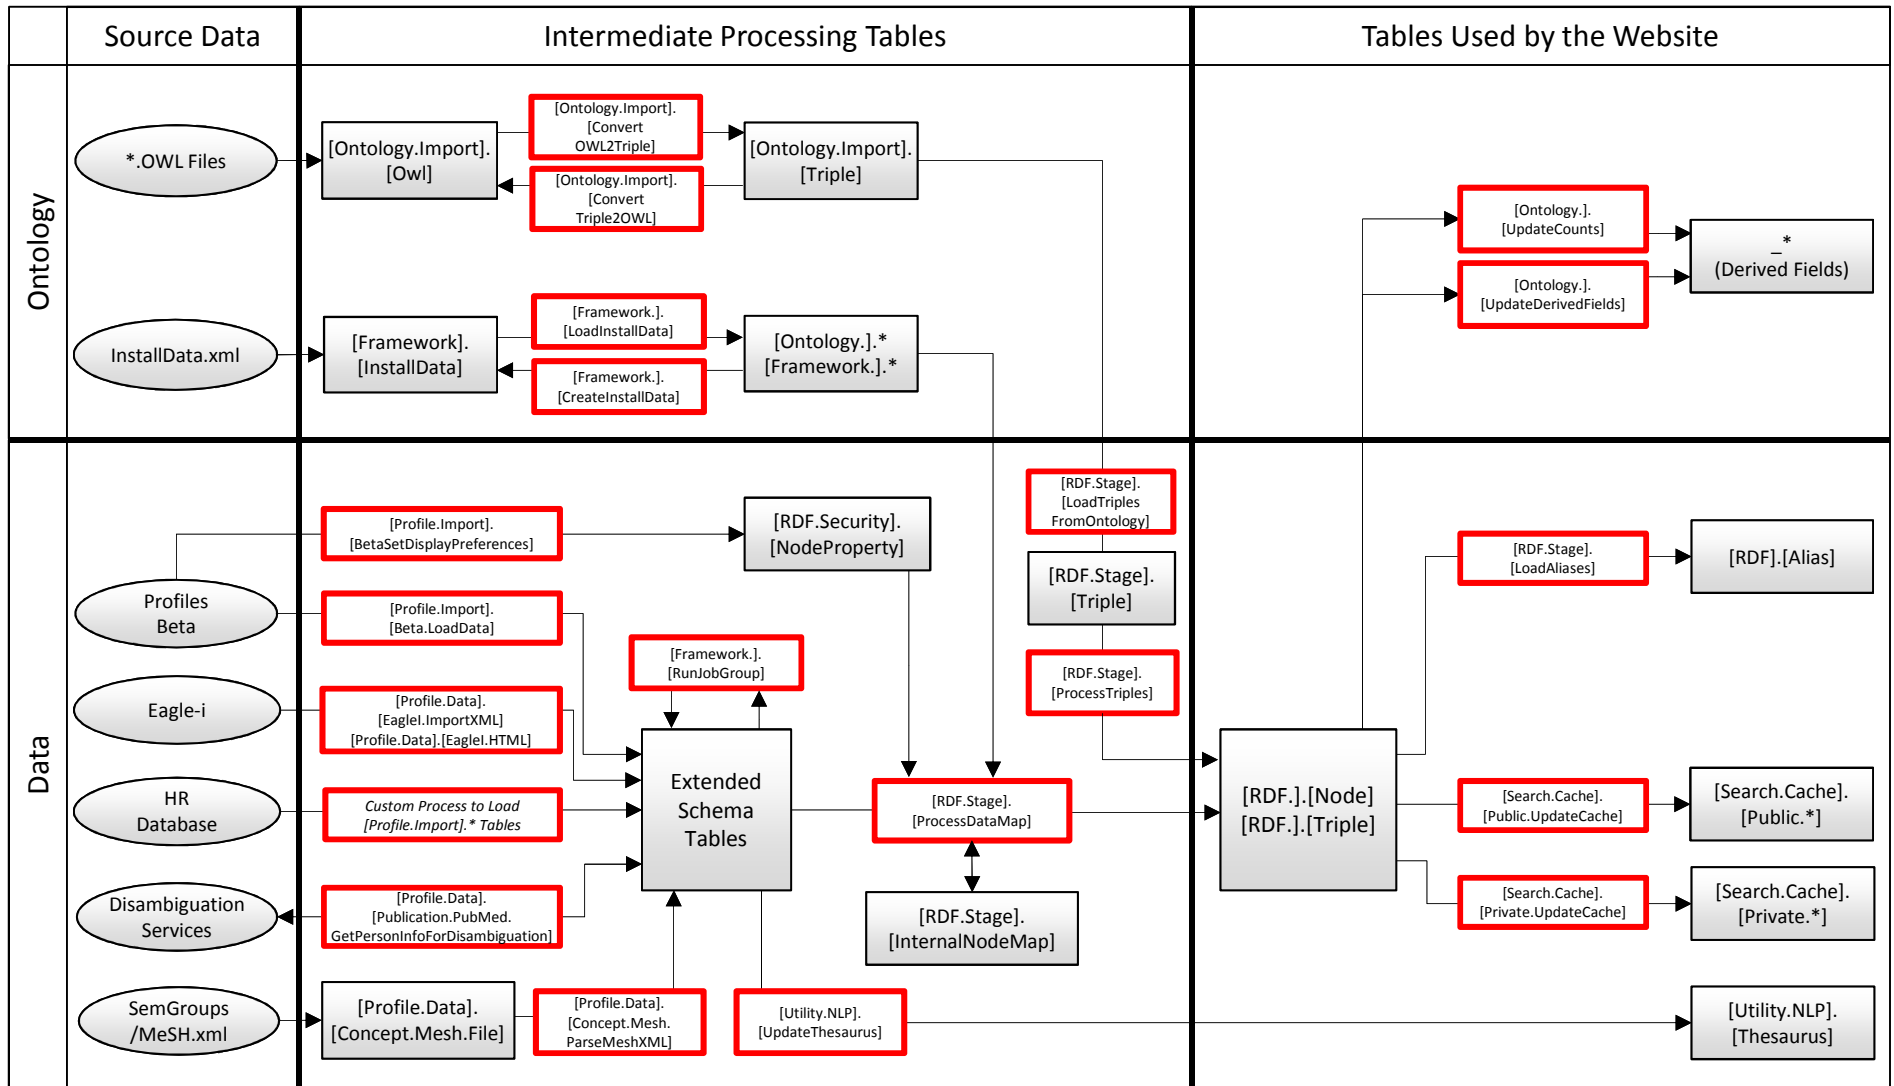 Source Data
Intermediate Processing Tables
Tables Used by the Website
Ontology
*.OWL Files
[Ontology.Import].
[Owl]
[Ontology.Import].
[Convert
OWL2Triple]
[Ontology.Import].
[Convert
Triple2OWL]
[Ontology.Import].
[Triple]
[Ontology.].
[UpdateCounts]
[Ontology.].
[UpdateDerivedFields]
_*
(Derived Fields)
InstallData.xml
[Framework].
[InstallData]
[Framework.].
[LoadInstallData]
[Framework.].
[CreateInstallData]
[Ontology.].*
[Framework.].*
Data
Profiles
Beta
[Profile.Import].
[BetaSetDisplayPreferences]
[RDF.Security].
[NodeProperty]
[Profile.Import].
[Beta.LoadData]
[RDF.Stage].
[LoadTriples
FromOntology]
[RDF.Stage].
[Triple]
[RDF.Stage].
[ProcessTriples]
[RDF.Stage].
[LoadAliases]
[RDF].[Alias]
[Framework.].
[RunJobGroup]
Eagle-i
[Profile.Data].
[EagleI.ImportXML]
[Profile.Data].[EagleI.HTML]
HR
Database
Custom Process to Load
[Profile.Import].* Tables
Extended
Schema
Tables
[RDF.Stage].
[ProcessDataMap]
[RDF.Stage].
[InternalNodeMap]
[RDF.].[Node]
[RDF.].[Triple]
[Search.Cache].
[Public.UpdateCache]
[Search.Cache].
[Public.*]
[Search.Cache].
[Private.UpdateCache]
[Search.Cache].
[Private.*]
Disambiguation
Services
[Profile.Data].
[Publication.PubMed.
GetPersonInfoForDisambiguation]
SemGroups
/MeSH.xml
[Profile.Data].
[Concept.Mesh.File]
[Profile.Data].
[Concept.Mesh.
ParseMeshXML]
[Utility.NLP].
[UpdateThesaurus]
[Utility.NLP].
[Thesaurus]